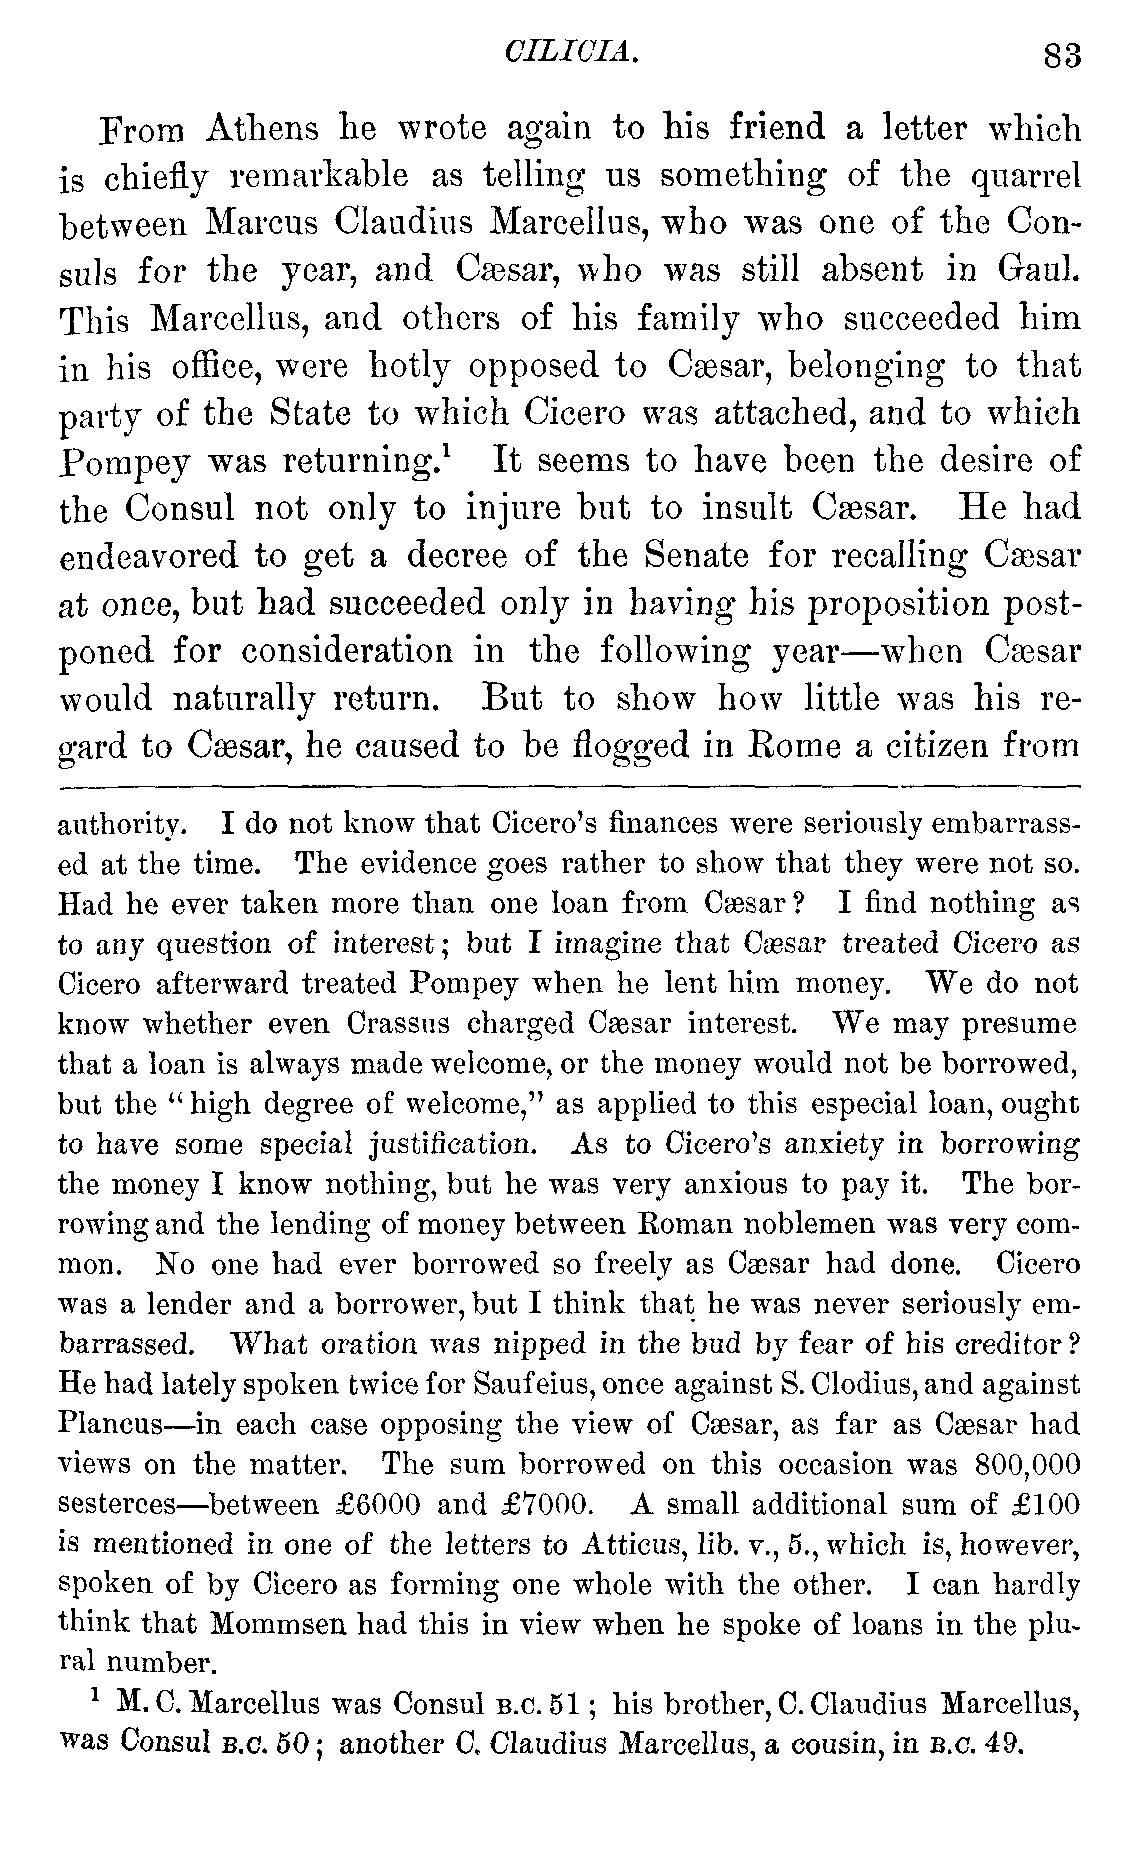 CILICIA. 83
From Athens he wrote again to his friend a letter which
is chiefly remarkable as telling us something of the quarrel
between Marcus Claudius Marcellus, who was one of the Con-
suls for the year, and Cæsar, who was still absent in Gaul.
This Marcellus, and others of his family who succeeded him
in his office, were hotly opposed to Cæsar, belonging to that
party of the State to which Cicero was attached, and to which
Pompey was returning.¹ It seems to have been the desire of
the Consul not only to injure but to insult Cæsar. He had
endeavored to get a decree of the Senate for recalling Cæsar
at once, but had succeeded only in having his proposition post-
poned for consideration in the following year—when Cæsar
would naturally return. But to show how little was his re-
gard to Cæsar, he caused to be flogged in Rome a citizen from
authority. I do not know that Cicero's finances were seriously embarrass-
ed at the time. The evidence goes rather to show that they were not so.
Had he ever taken more than one loan from Cæsar? I find nothing as
to any question of interest; but I imagine that Cæsar treated Cicero as
Cicero afterward treated Pompey when he lent him money. We do not
know whether even Crassus charged Cæsar interest. We may presume
that a loan is always made welcome, or the money would not be borrowed,
but the "high degree of welcome," as applied to this especial loan, ought
to have some special justification. As to Cicero's anxiety in borrowing
the money I know nothing, but he was very anxious to pay it. The bor-
rowing and the lending of money between Roman noblemen was very com-
mon. No one had ever borrowed so freely as Cæsar had done. Cicero
was a lender and a borrower, but I think that he was never seriously em-
barrassed. What oration was nipped in the bud by fear of his creditor?
He had lately spoken twice for Saufeius, once against S. Clodius, and against
Plancus—in each case opposing the view of Cæsar, as far as Cæsar had
views on the matter. The sum borrowed on this occasion was 800,000
sesterces—between £6000 and £7000. A small additional sum of £100
is mentioned in one of the letters to Atticus, lib. v., 5., which is, however,
spoken of by Cicero as forming one whole with the other. I can hardly
think that Mommsen had this in view when he spoke of loans in the plu-
ral number.
¹ M. C. Marcellus was Consul B.C. 51; his brother, C. Claudius Marcellus,
was Consul B.C. 50; another C. Claudius Marcellus, a cousin, in B.C. 49.